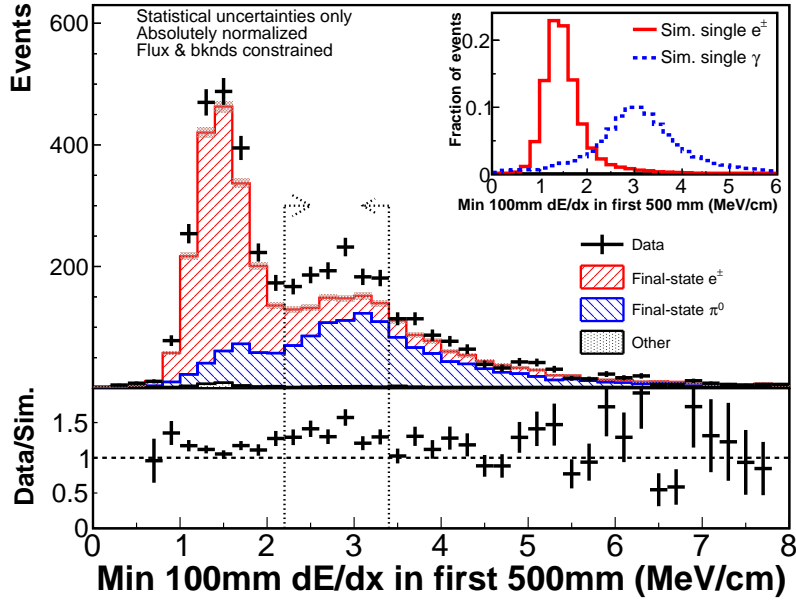 Statistical uncertainties only
Absolutely normalized
Flux & bknds constrained
Events
600
400
200
Fraction of events
0.2
0.1
0
0 1 2 3 4 5 6
Min 100mm dE/dx in first 500 mm (MeV/cm)
Sim. single e±
Sim. single γ
Data
Final-state e±
Final-state π⁰
Other
Data/Sim.
1.5
1
0.5
0
0 1 2 3 4 5 6 7 8
Min 100mm dE/dx in first 500mm (MeV/cm)